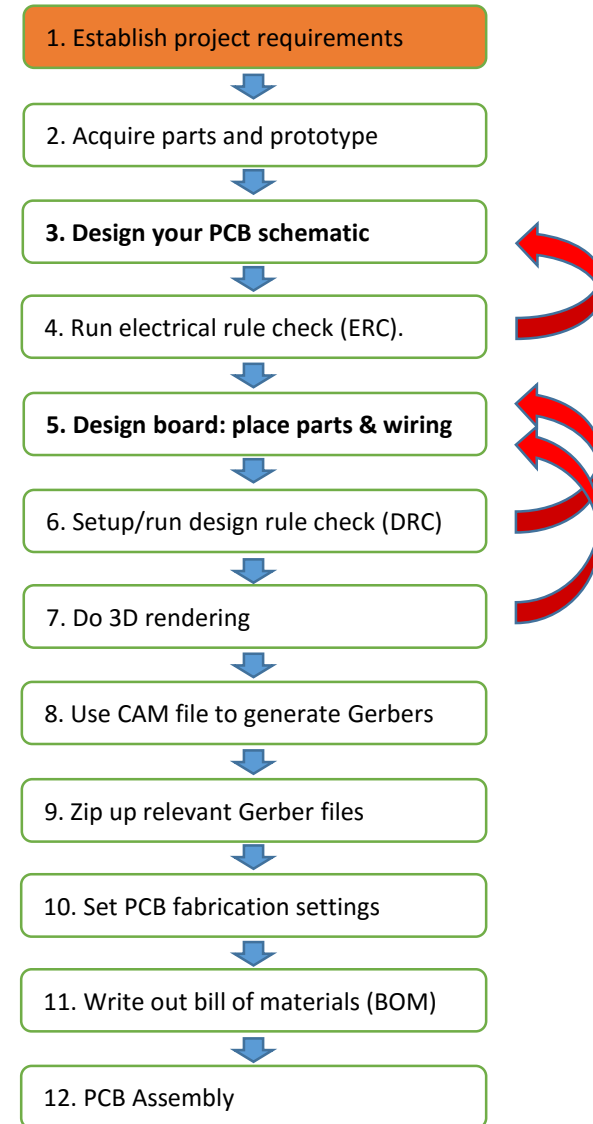 1. Establish project requirements
2. Acquire parts and prototype
3. Design your PCB schematic
4. Run electrical rule check (ERC).
5. Design board: place parts & wiring
6. Setup/run design rule check (DRC)
7. Do 3D rendering
8. Use CAM file to generate Gerbers
9. Zip up relevant Gerber files
10. Set PCB fabrication settings
11. Write out bill of materials (BOM)
12. PCB Assembly